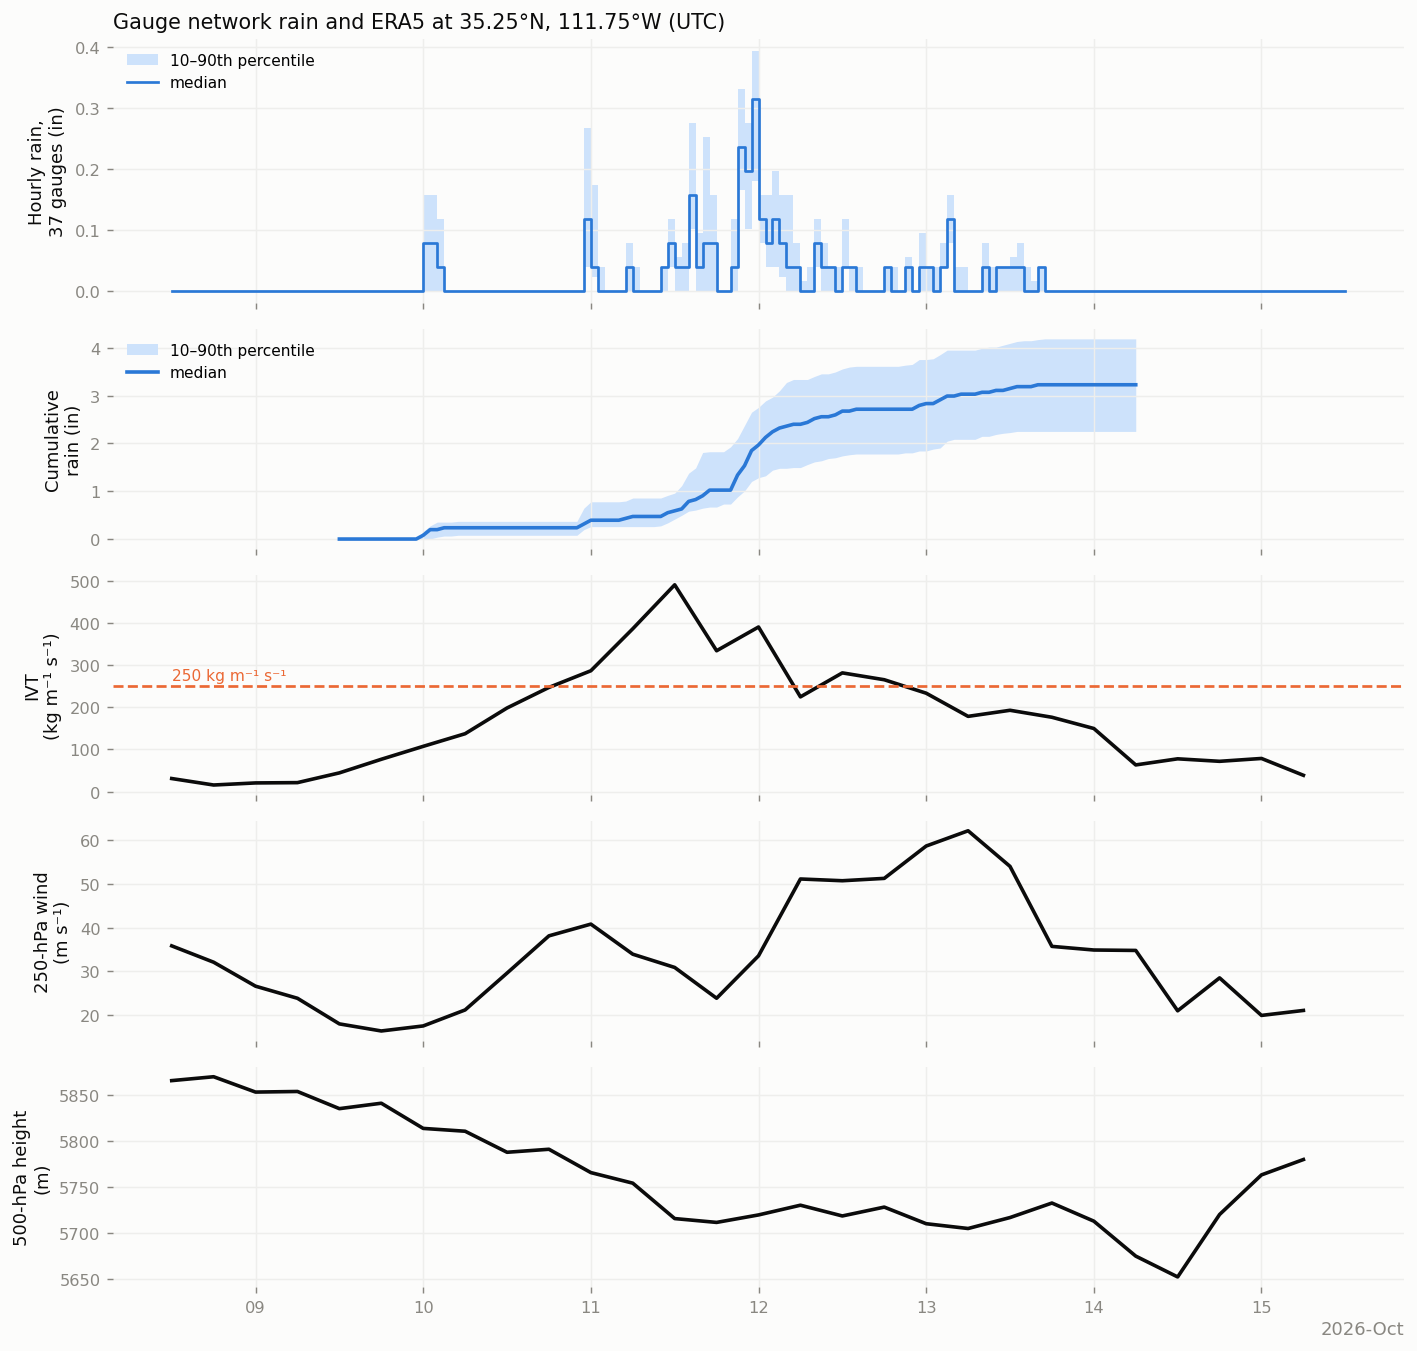 Gauge network rain and ERA5 at 35.25°N, 111.75°W (UTC)
Hourly rain,
37 gauges (in)
0.4
0.3
0.2
0.1
0.0
10–90th percentile
median
Cumulative
rain (in)
4
3
2
1
0
10–90th percentile
median
IVT
(kg m⁻¹ s⁻¹)
500
400
300
200
100
0
250 kg m⁻¹ s⁻¹
250-hPa wind
(m s⁻¹)
60
50
40
30
20
500-hPa height
(m)
5850
5800
5750
5700
5650
09 10 11 12 13 14 15
2026-Oct